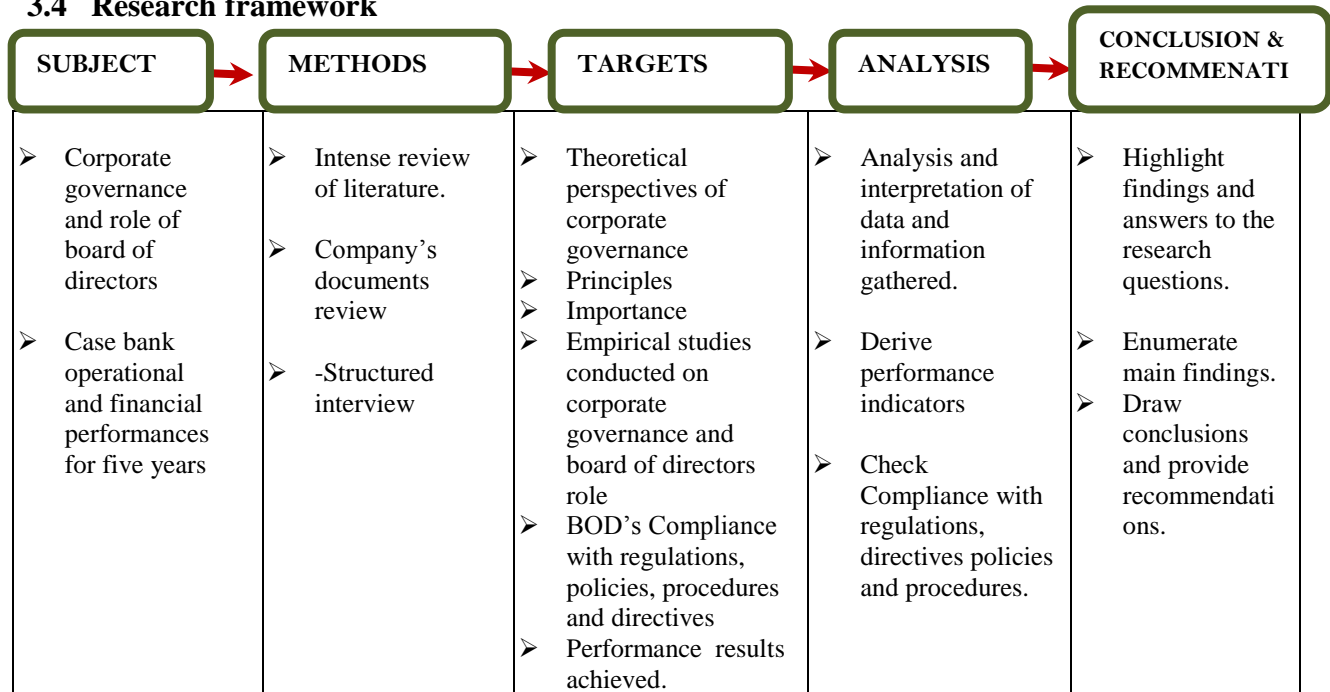 3.4 Research framework
SUBJECT
METHODS
TARGETS
ANALYSIS
CONCLUSION &
RECOMMENATI
➢ Corporate
governance
and role of
board of
directors
➢ Case bank
operational
and financial
performances
for five years
➢ Intense review
of literature.
➢ Company’s
documents
review
➢ -Structured
interview
➢ Theoretical
perspectives of
corporate
governance
➢ Principles
➢ Importance
➢ Empirical studies
conducted on
corporate
governance and
board of directors
role
➢ BOD’s Compliance
with regulations,
policies, procedures
and directives
➢ Performance results
achieved.
➢ Analysis and
interpretation of
data and
information
gathered.
➢ Derive
performance
indicators
➢ Check
Compliance with
regulations,
directives policies
and procedures.
➢ Highlight
findings and
answers to the
research
questions.
➢ Enumerate
main findings.
➢ Draw
conclusions
and provide
recommendati
ons.